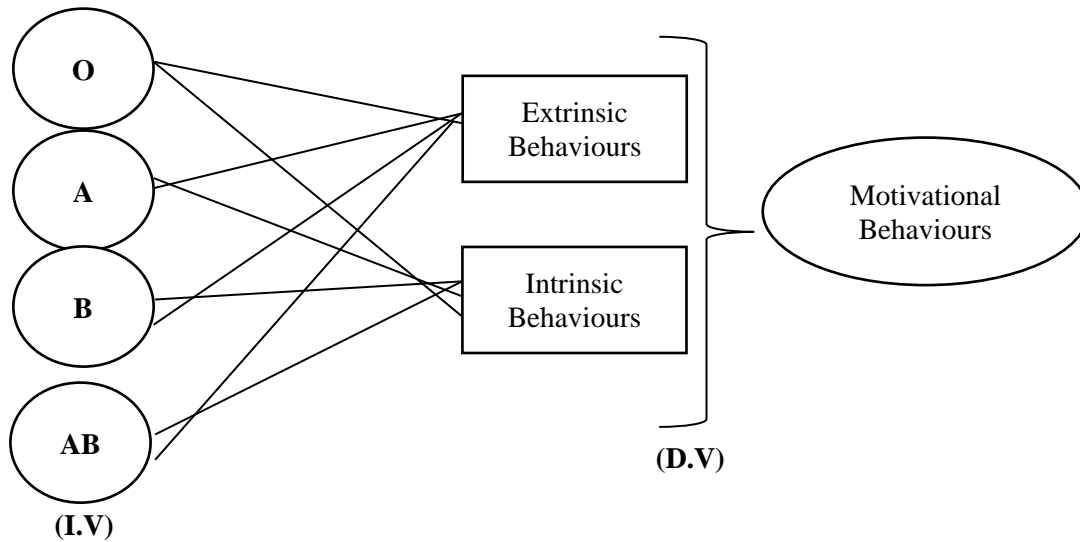 O
A
B
AB
(I.V)
Extrinsic
Behaviours
Intrinsic
Behaviours
(D.V)
Motivational
Behaviours